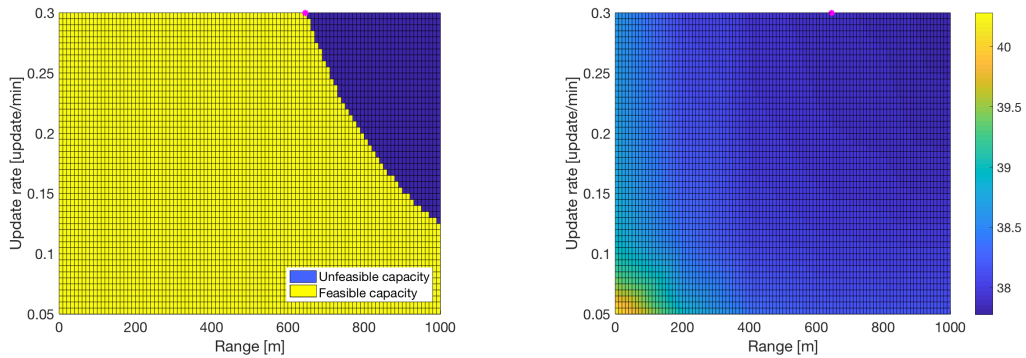 0.3
0.25
0.2
0.15
0.1
0.05
Update rate [update/min]
0 200 400 600 800 1000
Range [m]
Unfeasible capacity
Feasible capacity
0.3
0.25
0.2
0.15
0.1
0.05
Update rate [update/min]
0 200 400 600 800 1000
Range [m]
40
39.5
39
38.5
38